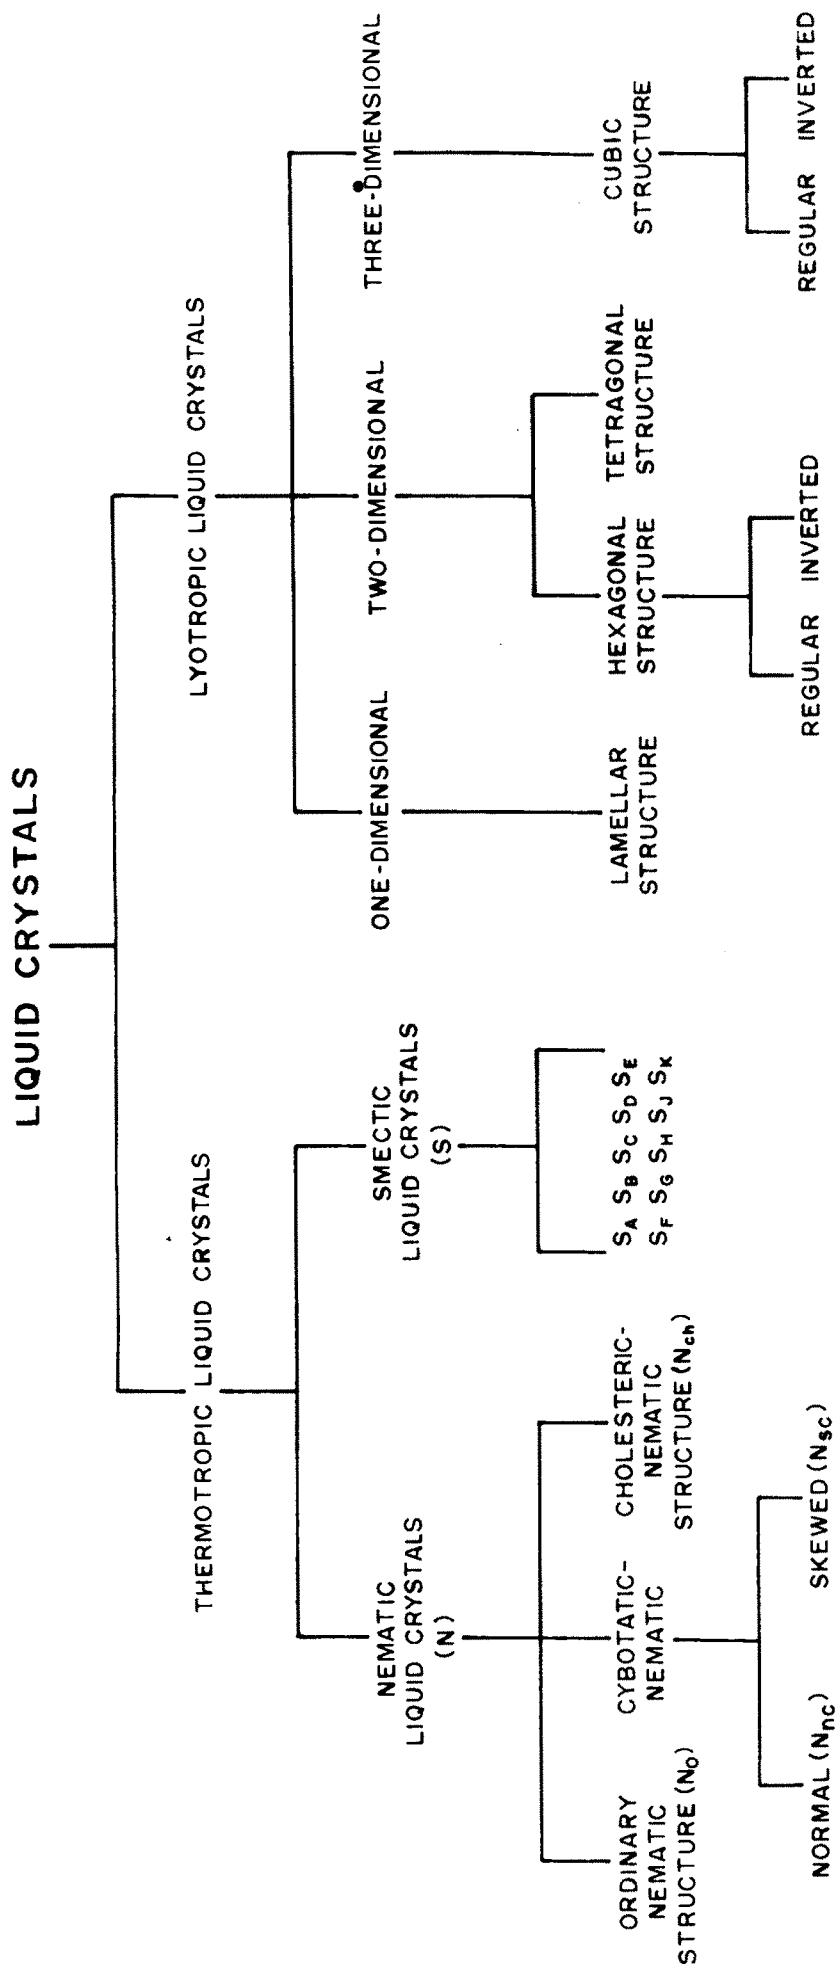 LIQUID CRYSTALS
THERMOTROPIC LIQUID CRYSTALS
LYOTROPIC LIQUID CRYSTALS
NEMATIC
LIQUID CRYSTALS
(N)
SMECTIC
LIQUID CRYSTALS
(S)
ONE-DIMENSIONAL
TWO-DIMENSIONAL
THREE-DIMENSIONAL
ORDINARY
NEMATIC
STRUCTURE (N₀)
CYBOTATIC-
NEMATIC
CHOLESTERIC-
NEMATIC
STRUCTURE (Nch)
SA SB SC SD SE
SF SG SH SJ SK
LAMELLAR
STRUCTURE
HEXAGONAL
STRUCTURE
TETRAGONAL
STRUCTURE
CUBIC
STRUCTURE
NORMAL (Nnc)
SKEWED (Nsc)
REGULAR INVERTED
REGULAR INVERTED